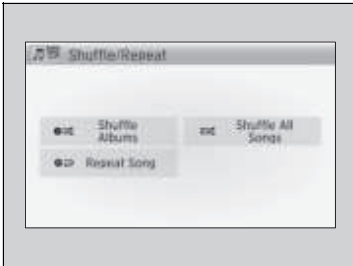 Shuffle/Repeat
Shuffle
Albums
Shuffle All
Songs
Repeat Song